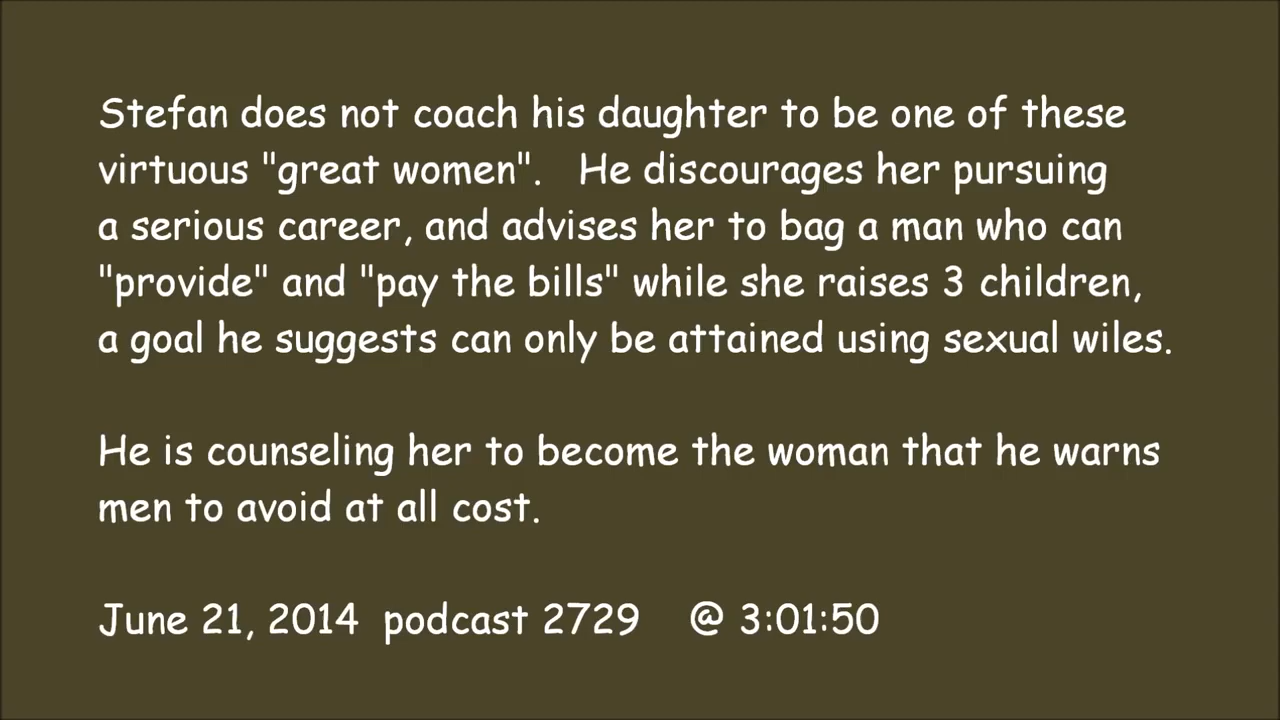 Stefan does not coach his daughter to be one of these
virtuous "great women".   He discourages her pursuing
a serious career, and advises her to bag a man who can
"provide" and "pay the bills" while she raises 3 children,
a goal he suggests can only be attained using sexual wiles.
He is counseling her to become the woman that he warns
men to avoid at all cost.
June 21, 2014  podcast 2729    @ 3:01:50